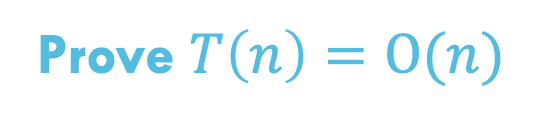 Prove T(n) = O(n)